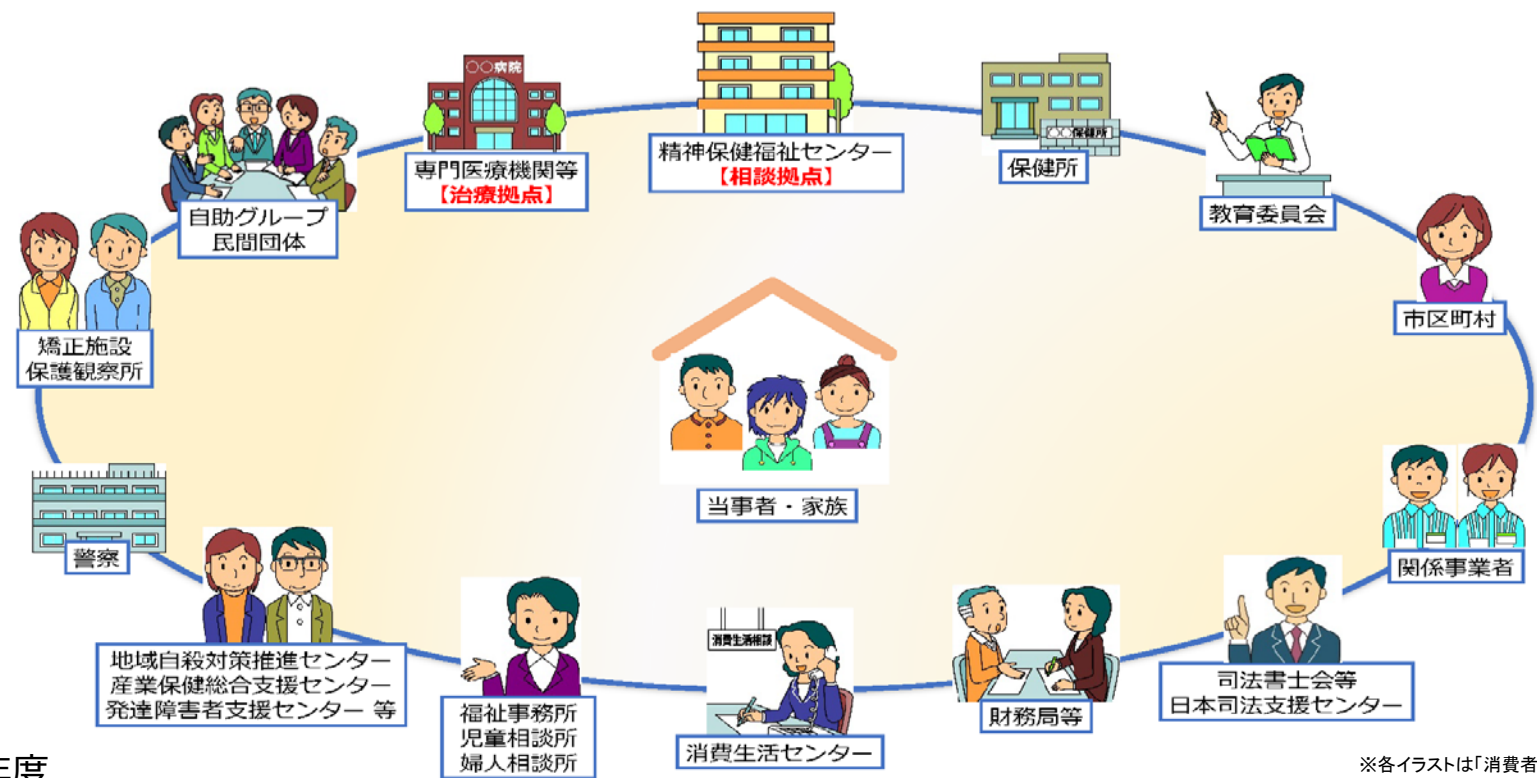 〇〇病院
専門医療機関等
【治療拠点】
精神保健福祉センター
【相談拠点】
〇〇保健所
保健所
教育委員会
自助グループ
民間団体
市区町村
矯正施設
保護観察所
当事者・家族
警察
関係事業者
地域自殺対策推進センター
産業保健総合支援センター
発達障害者支援センター 等
福祉事務所
児童相談所
婦人相談所
消費生活相談
消費生活センター
財務局等
司法書士会等
日本司法支援センター
年度
※各イラストは「消費者